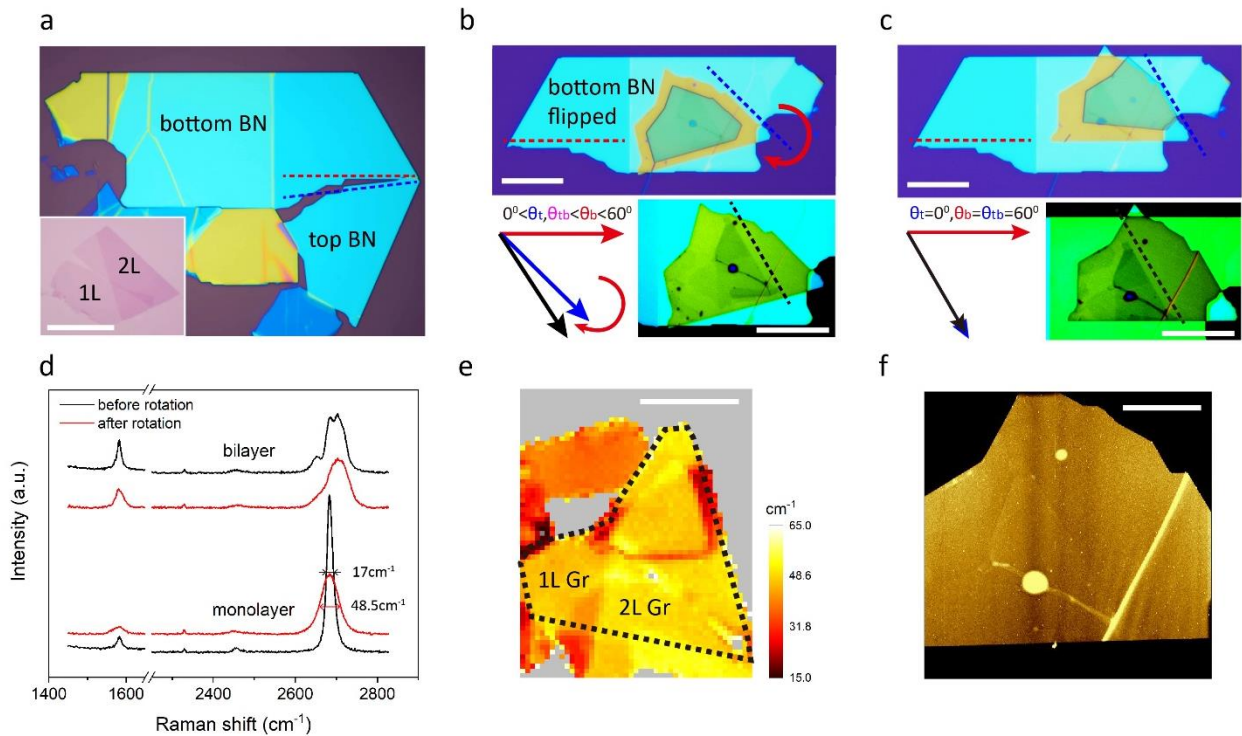 a
bottom BN
top BN
1L
2L
b
bottom BN
flipped
0⁰<θt,θtb<θb<60⁰
c
θt=0⁰,θb=θtb=60⁰
d
before rotation
after rotation
bilayer
17cm⁻¹
48.5cm⁻¹
monolayer
Intensity (a.u.)
1400
1600
2400
2600
2800
Raman shift (cm⁻¹)
e
1L Gr
2L Gr
cm⁻¹
65.0
48.6
31.8
15.0
f